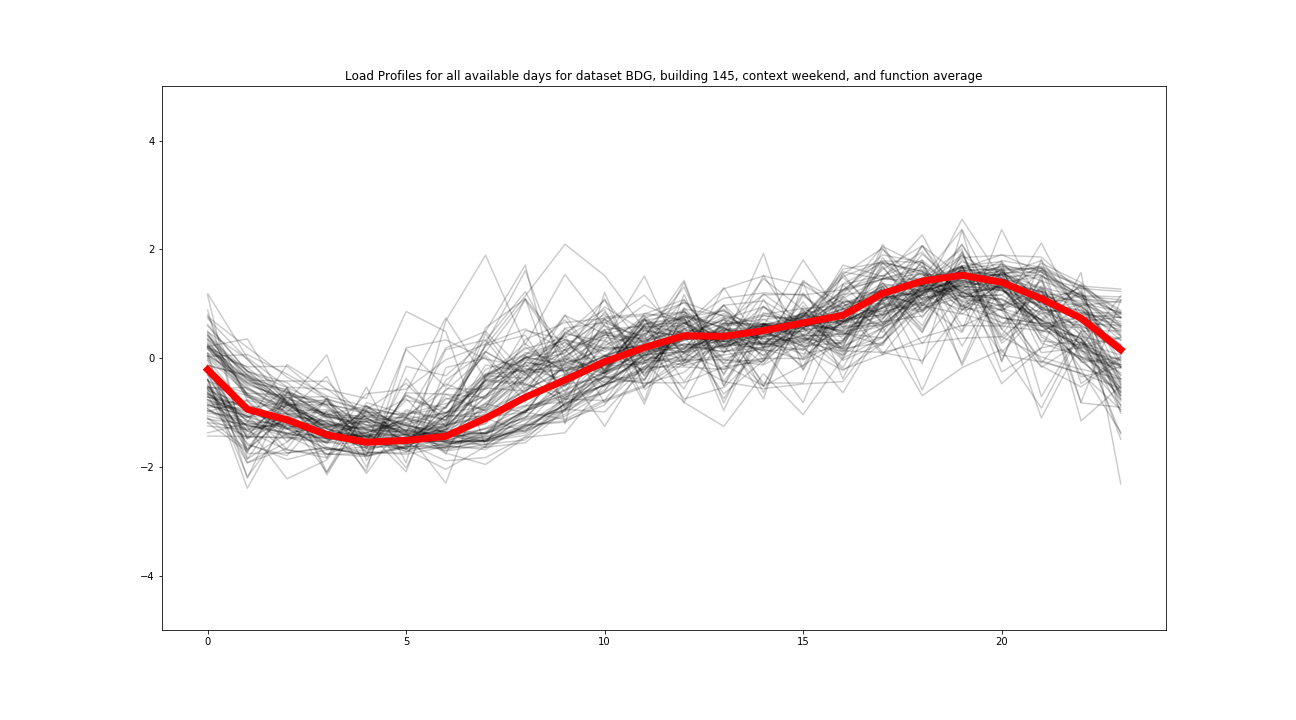 Load Profiles for all available days for dataset BDG, building 145, context weekend, and function average
4
2
0
−2
−4
0 5 10 15 20